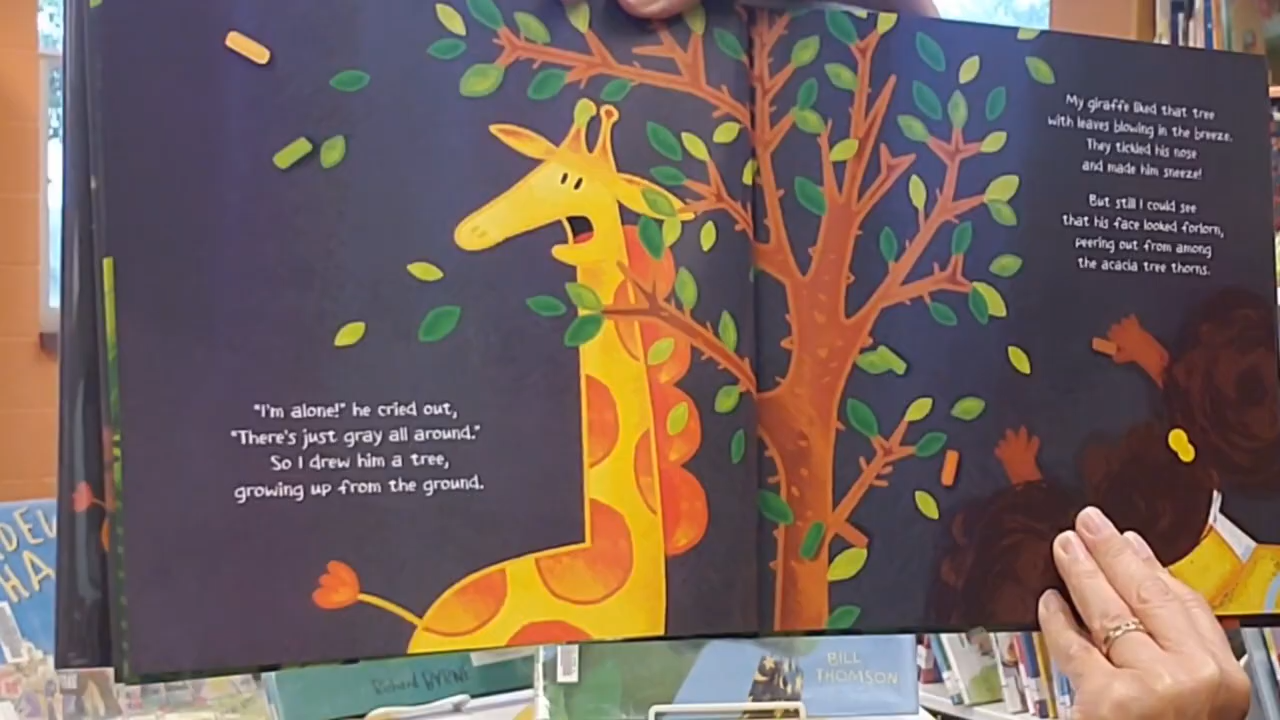 "I'm alone!" he cried out,
"There's just gray all around."
So I drew him a tree,
growing up from the ground.
My giraffe liked that tree
with leaves blowing in the breeze.
They tickled his nose
and made him sneeze!
But still I could see
that his face looked forlorn,
peering out from among
the acacia tree thorns.
Richard BYRNE
BILL
THOMSON